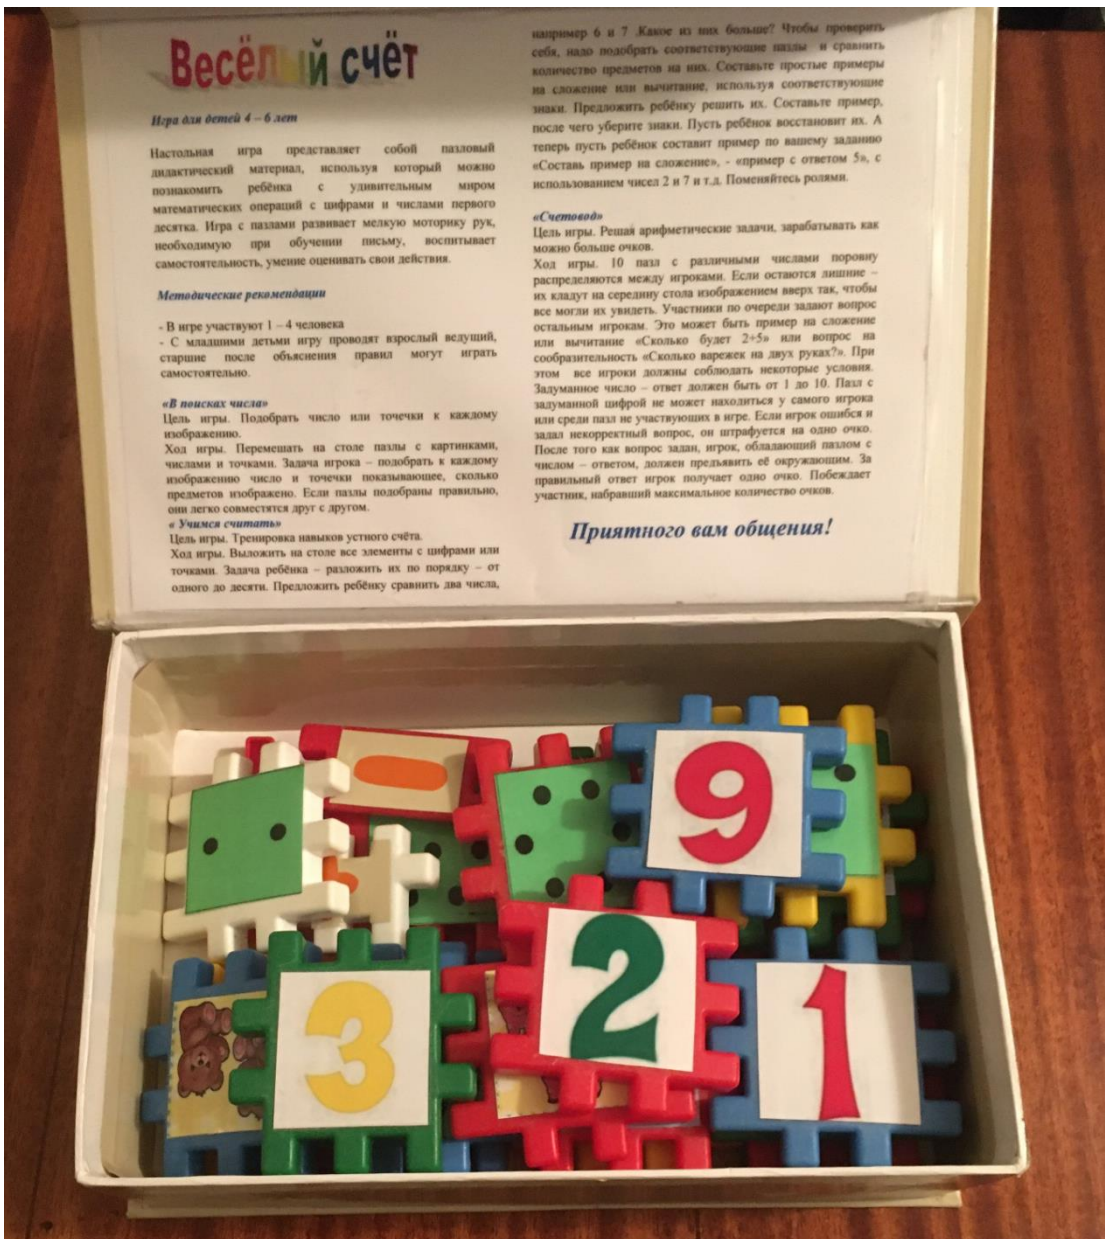 Весёлый счёт
Игра для детей 4 – 6 лет
Настольная игра представляет собой пазловый
дидактический материал, используя который можно
познакомить ребёнка с удивительным миром
математических операций с цифрами и числами первого
десятка. Игра с пазлами развивает мелкую моторику рук,
необходимую при обучении письму, воспитывает
самостоятельность, умение оценивать свои действия.
Методические рекомендации
- В игре участвуют 1 – 4 человека
- С младшими детьми игру проводят взрослый ведущий,
старшие после объяснения правил могут играть
самостоятельно.
«В поисках числа»
Цель игры. Подобрать число или точечки к каждому
изображению.
Ход игры. Перемешать на столе пазлы с картинками,
числами и точками. Задача игрока – подобрать к каждому
изображению число и точечки показывающее, сколько
предметов изображено. Если пазлы подобраны правильно,
они легко совместятся друг с другом.
« Учимся считать»
Цель игры. Тренировка навыков устного счёта.
Ход игры. Выложить на столе все элементы с цифрами или
точками. Задача ребёнка – разложить их по порядку – от
одного до десяти. Предложить ребёнку сравнить два числа,
например 6 и 7 .Какое из них больше? Чтобы проверить
себя, надо подобрать соответствующие пазлы и сравнить
количество предметов на них. Составьте простые примеры
на сложение или вычитание, используя соответствующие
знаки. Предложить ребёнку решить их. Составьте пример,
после чего уберите знаки. Пусть ребёнок восстановит их. А
теперь пусть ребёнок составит пример по вашему заданию
«Составь пример на сложение», - «пример с ответом 5», с
использованием чисел 2 и 7 и т.д. Поменяйтесь ролями.
«Счетовод»
Цель игры. Решая арифметические задачи, зарабатывать как
можно больше очков.
Ход игры. 10 пазл с различными числами поровну
распределяются между игроками. Если остаются лишние –
их кладут на середину стола изображением вверх так, чтобы
все могли их увидеть. Участники по очереди задают вопрос
остальным игрокам. Это может быть пример на сложение
или вычитание «Сколько будет 2+5» или вопрос на
сообразительность «Сколько варежек на двух руках?». При
этом все игроки должны соблюдать некоторые условия.
Задуманное число – ответ должен быть от 1 до 10. Пазл с
задуманной цифрой не может находиться у самого игрока
или среди пазл не участвующих в игре. Если игрок ошибся и
задал некорректный вопрос, он штрафуется на одно очко.
После того как вопрос задан, игрок, обладающий пазлом с
числом – ответом, должен предъявить её окружающим. За
правильный ответ игрок получает одно очко. Побеждает
участник, набравший максимальное количество очков.
Приятного вам общения!
9
3
2
1